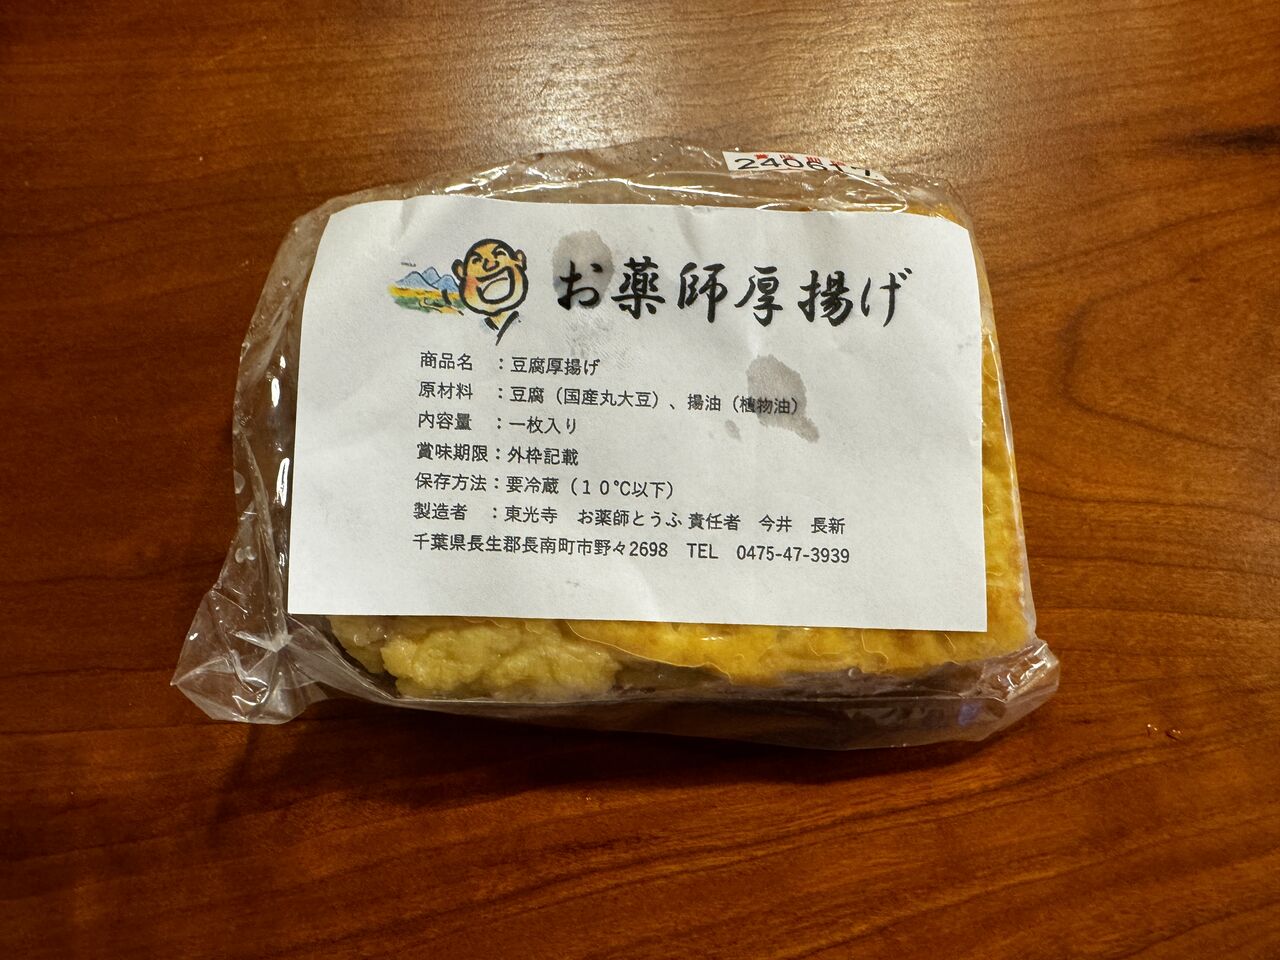 240617
お薬師厚揚げ
商品名 ：豆腐厚揚げ
原材料 ：豆腐（国産丸大豆）、揚油（植物油）
内容量 ：一枚入り
賞味期限：外枠記載
保存方法：要冷蔵（１０℃以下）
製造者 ：東光寺 お薬師とうふ 責任者 今井 長新
千葉県長生郡長南町市野々2698 TEL 0475-47-3939